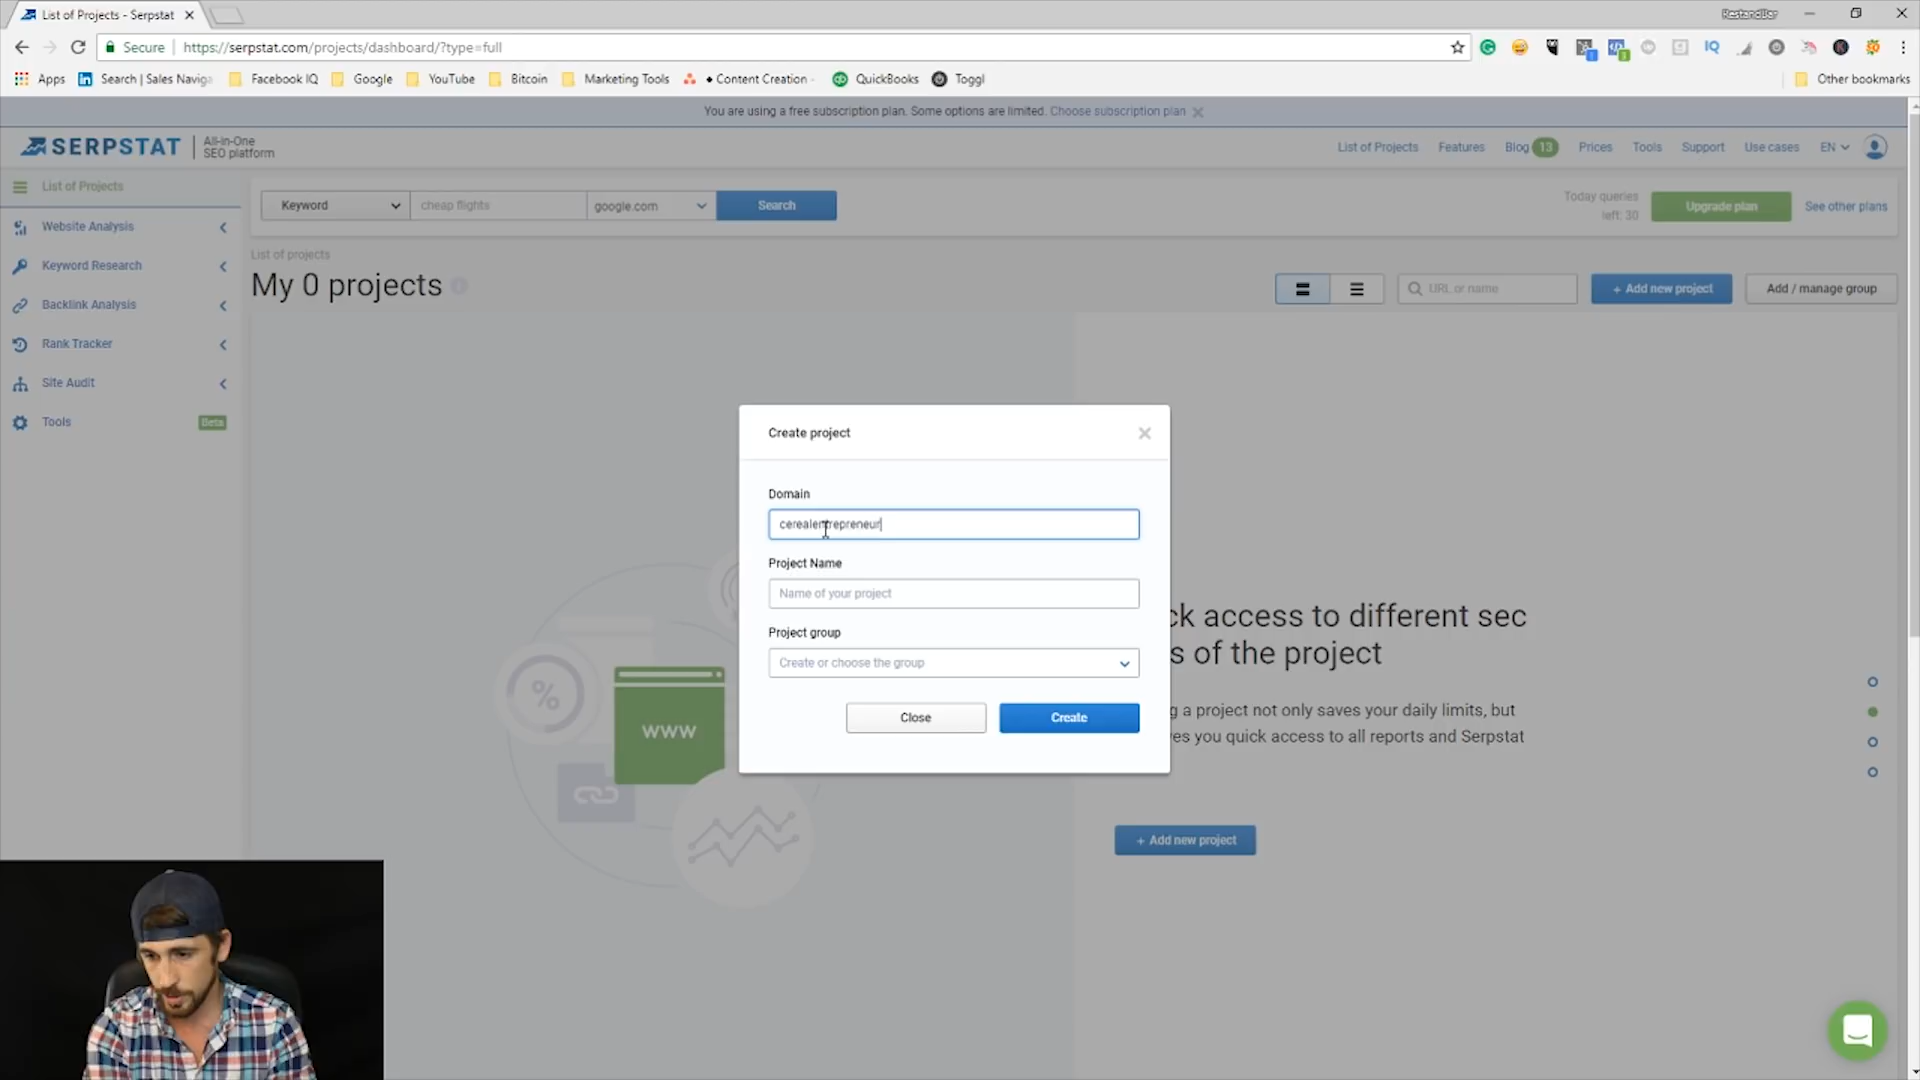 List of Projects - Serpstat
Secure
https://serpstat.com/projects/dashboard/?type=full
IQ
Apps
Search | Sales Naviga
Facebook IQ
Google
YouTube
Bitcoin
Marketing Tools
♦ Content Creation -
QuickBooks
Toggl
Other bookmarks
You are using a free subscription plan. Some options are limited. Choose subscription plan
SERPSTAT
All-in-One
SEO platform
List of Projects
Features
Blog 13
Prices
Tools
Support
Use cases
EN
List of Projects
Website Analysis
Keyword Research
Backlink Analysis
Rank Tracker
Site Audit
Tools
Beta
Keyword
cheap flights
google.com
Search
Today queries
left: 30
Upgrade plan
See other plans
List of projects
My 0 projects
URL or name
+ Add new project
Add / manage group
Create project
Domain
cerealentrepreneur
Project Name
Name of your project
Project group
Create or choose the group
Close
Create
%
www
ck access to different sec
s of the project
g a project not only saves your daily limits, but
es you quick access to all reports and Serpstat
+ Add new project